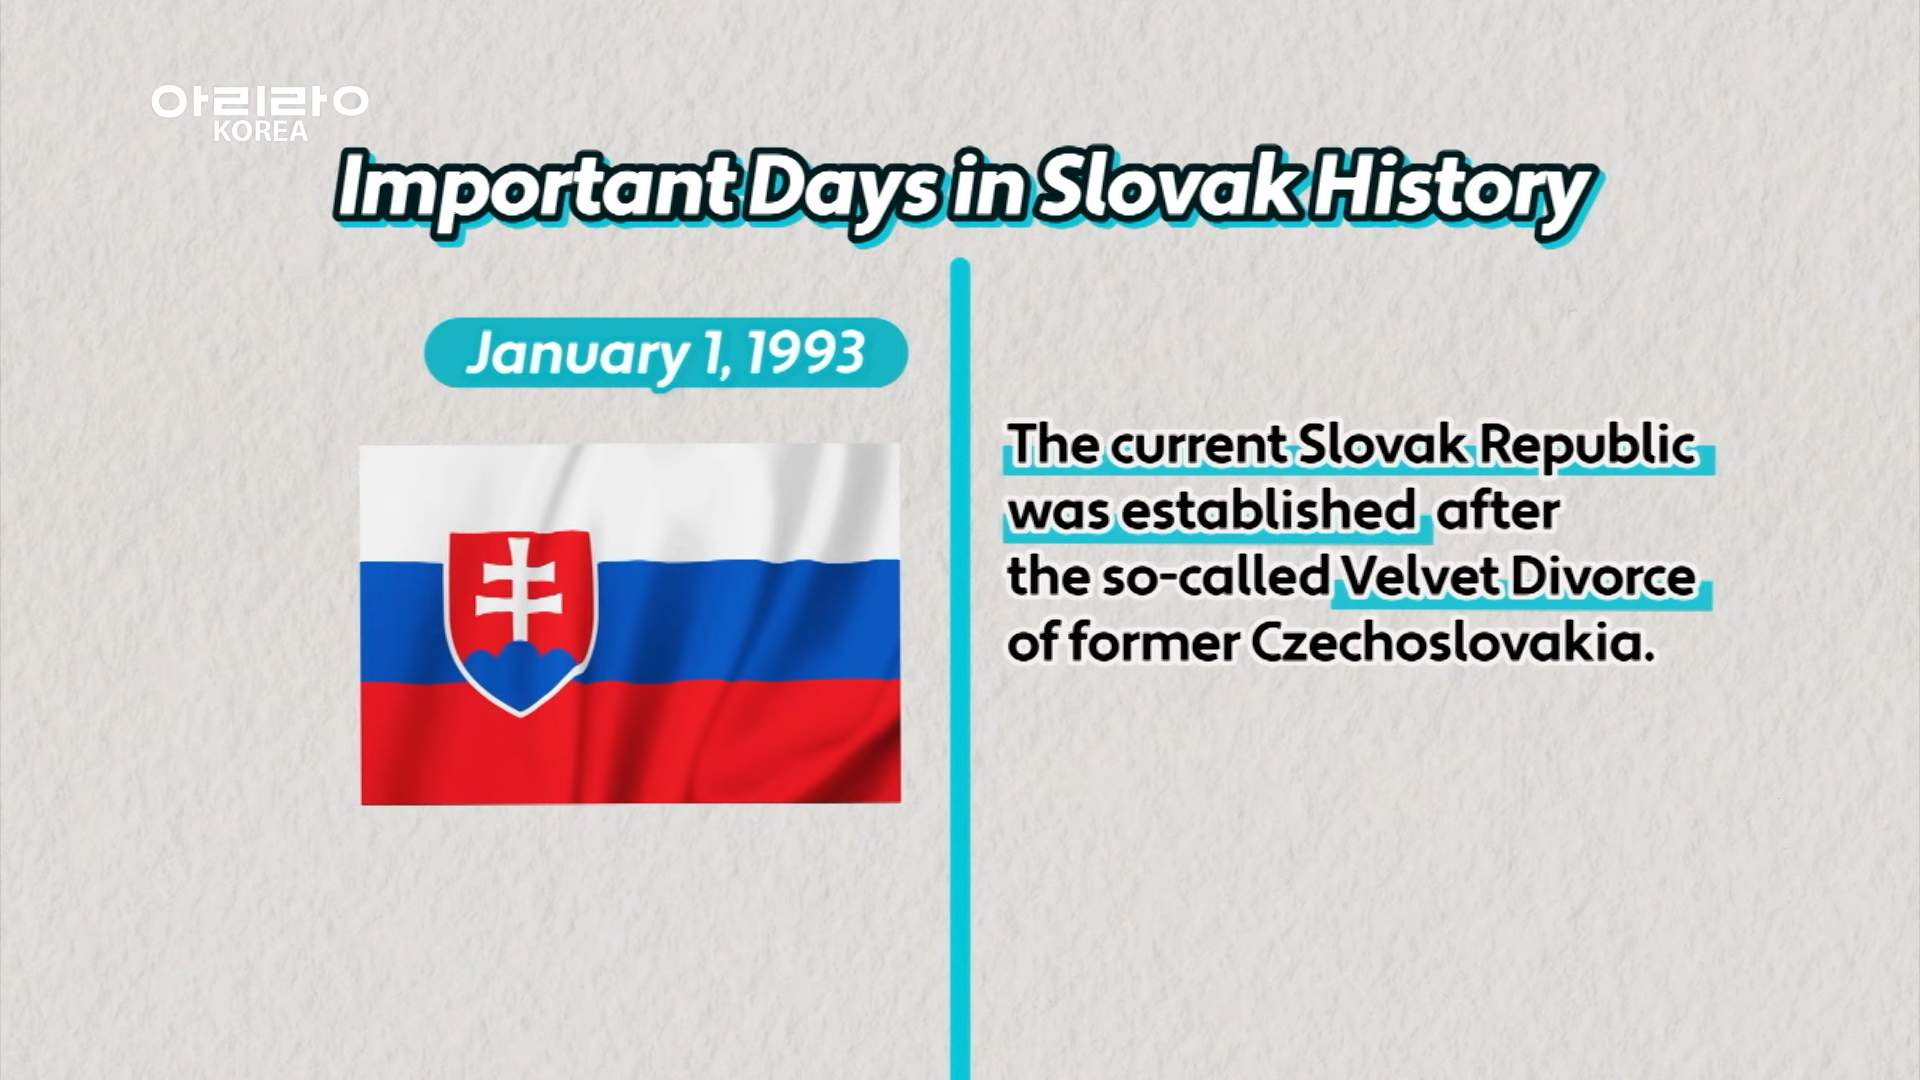 아리랑
KOREA
Important Days in Slovak History
January 1, 1993
The current Slovak Republic
was established after
the so-called Velvet Divorce
of former Czechoslovakia.